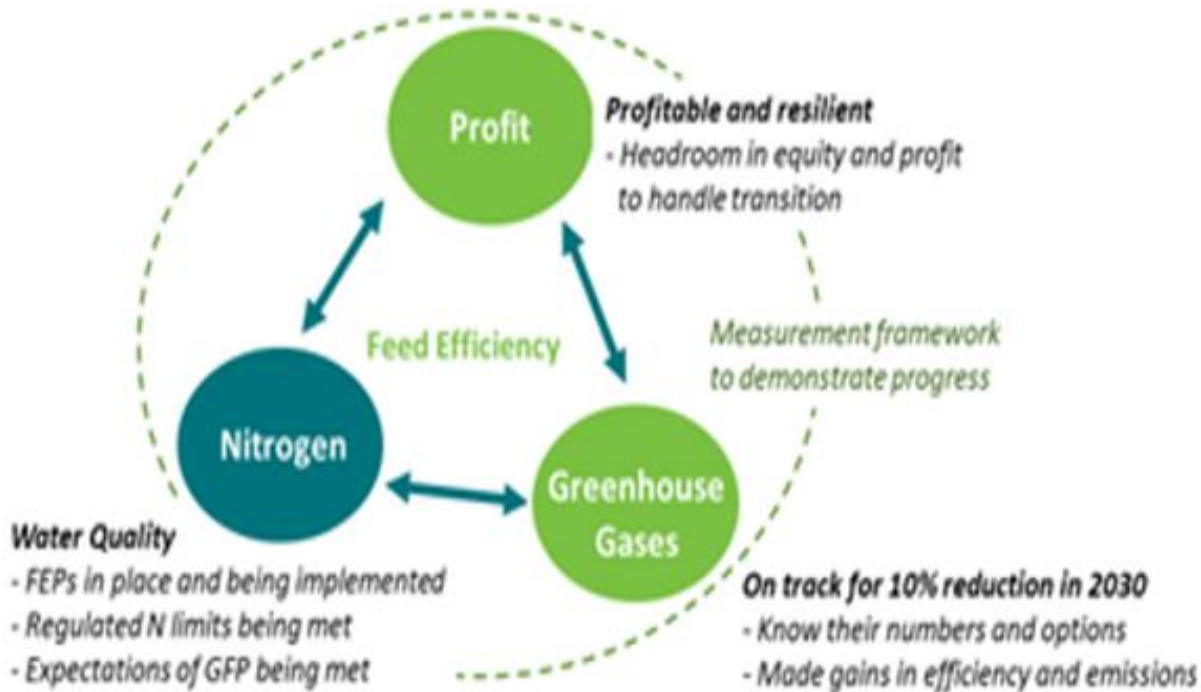 Profit
Profitable and resilient
- Headroom in equity and profit
to handle transition
Feed Efficiency
Measurement framework
to demonstrate progress
Nitrogen
Greenhouse
Gases
Water Quality
- FEPs in place and being implemented
- Regulated N limits being met
- Expectations of GFP being met
On track for 10% reduction in 2030
- Know their numbers and options
- Made gains in efficiency and emissions